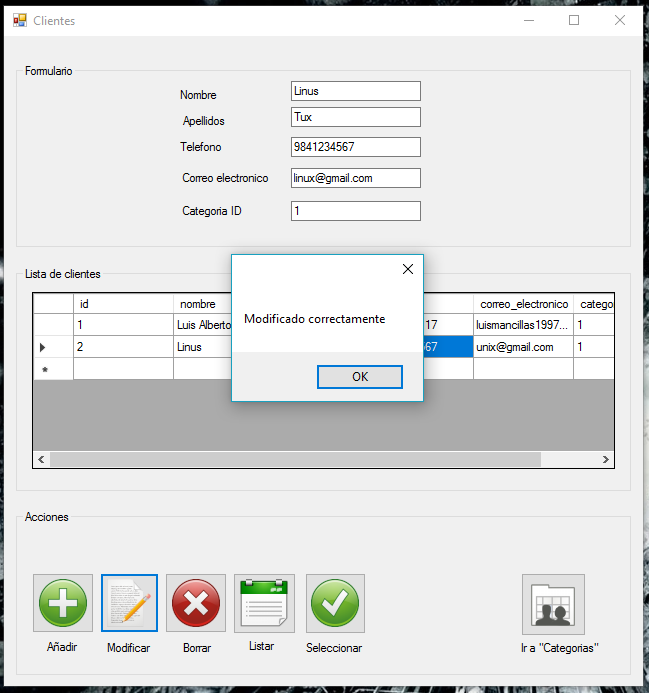 Clientes
Formulario
Nombre Linus
Apellidos Tux
Telefono 9841234567
Correo electronico linux@gmail.com
Categoria ID 1
Lista de clientes
id nombre correo_electronico catego
1 Luis Alberto 17 luismancillas1997... 1
2 Linus 567 unix@gmail.com 1
*
Modificado correctamente
OK
Acciones
Añadir Modificar Borrar Listar Seleccionar Ir a "Categorias"